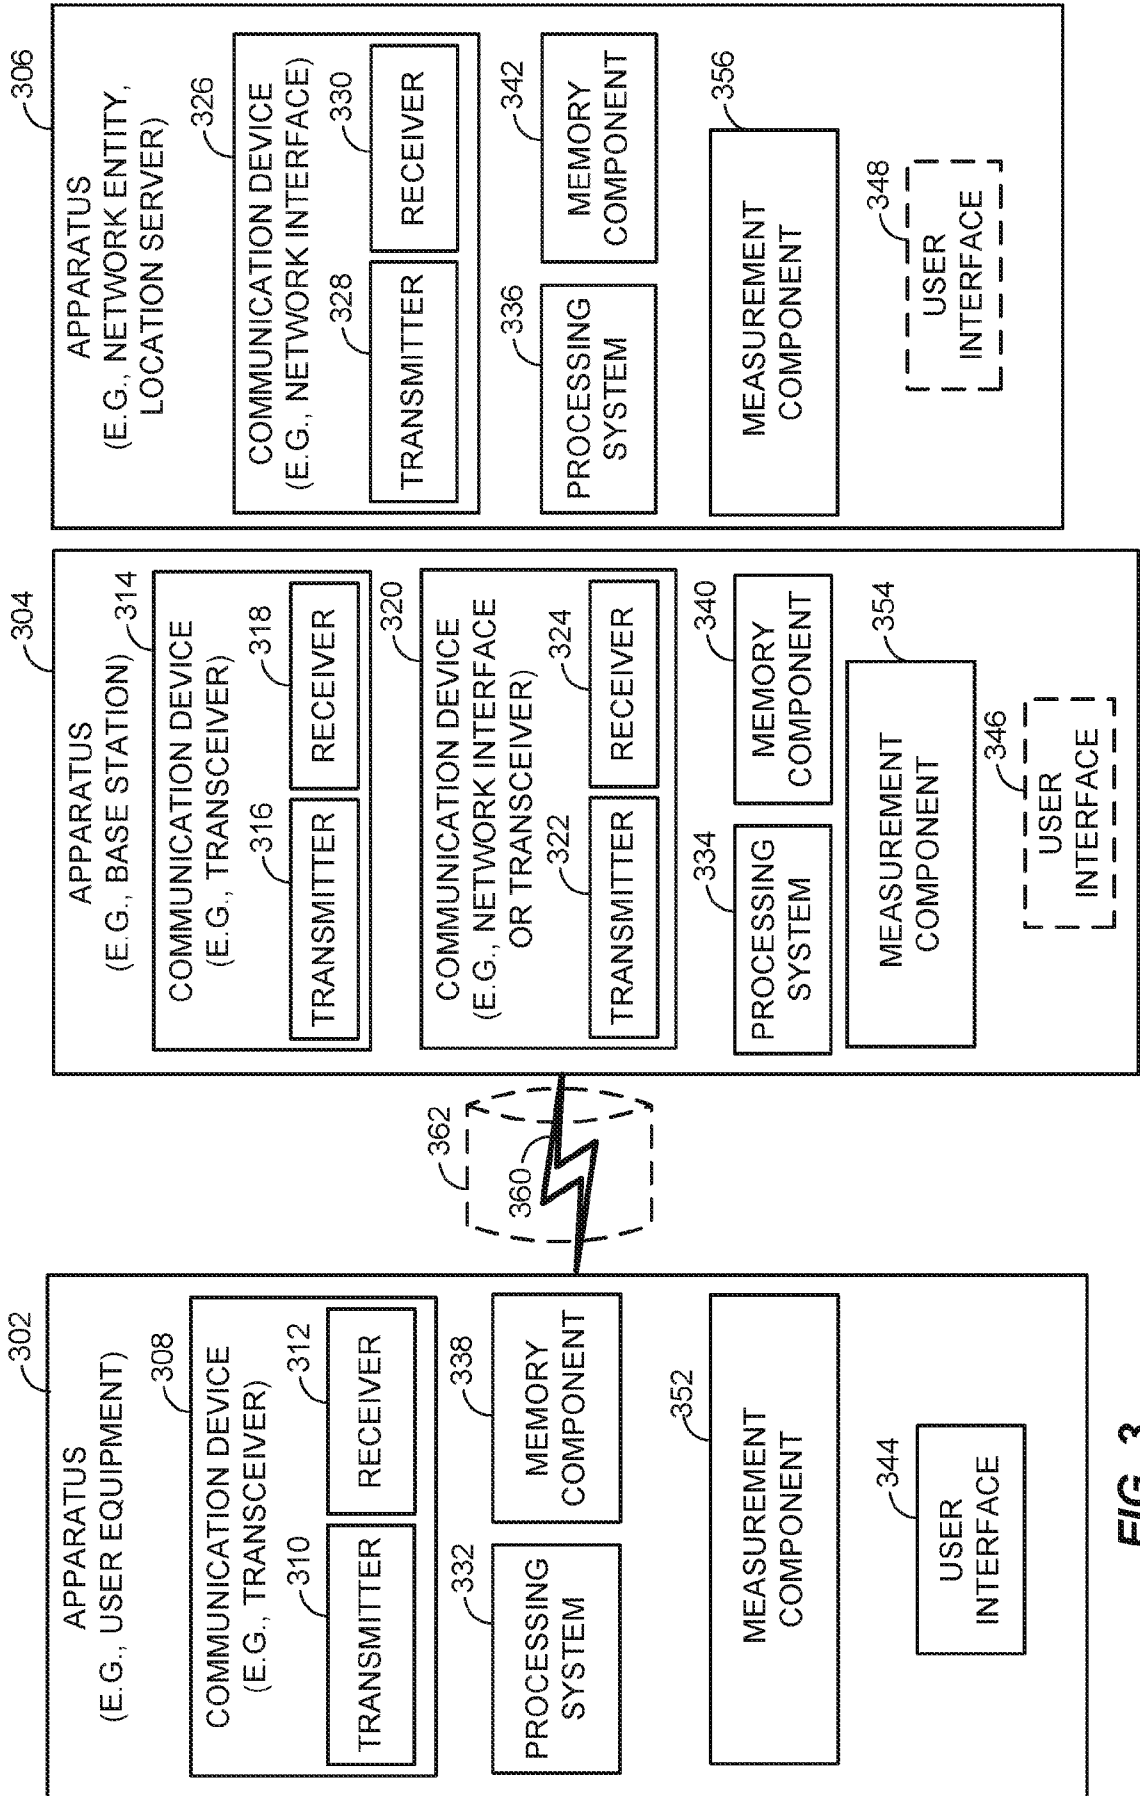 302
APPARATUS
(E.G., USER EQUIPMENT)
308
COMMUNICATION DEVICE
(E.G., TRANSCEIVER)
310
312
TRANSMITTER
RECEIVER
332
338
PROCESSING
SYSTEM
MEMORY
COMPONENT
352
MEASUREMENT
COMPONENT
344
USER
INTERFACE
362
360
304
APPARATUS
(E.G., BASE STATION)
314
COMMUNICATION DEVICE
(E.G., TRANSCEIVER)
316
318
TRANSMITTER
RECEIVER
320
COMMUNICATION DEVICE
(E.G., NETWORK INTERFACE
OR TRANSCEIVER)
322
324
TRANSMITTER
RECEIVER
334
340
PROCESSING
SYSTEM
MEMORY
COMPONENT
354
MEASUREMENT
COMPONENT
346
USER
INTERFACE
306
APPARATUS
(E.G., NETWORK ENTITY,
LOCATION SERVER)
326
COMMUNICATION DEVICE
(E.G., NETWORK INTERFACE)
328
330
TRANSMITTER
RECEIVER
336
342
PROCESSING
SYSTEM
MEMORY
COMPONENT
356
MEASUREMENT
COMPONENT
348
USER
INTERFACE
FIG. 3